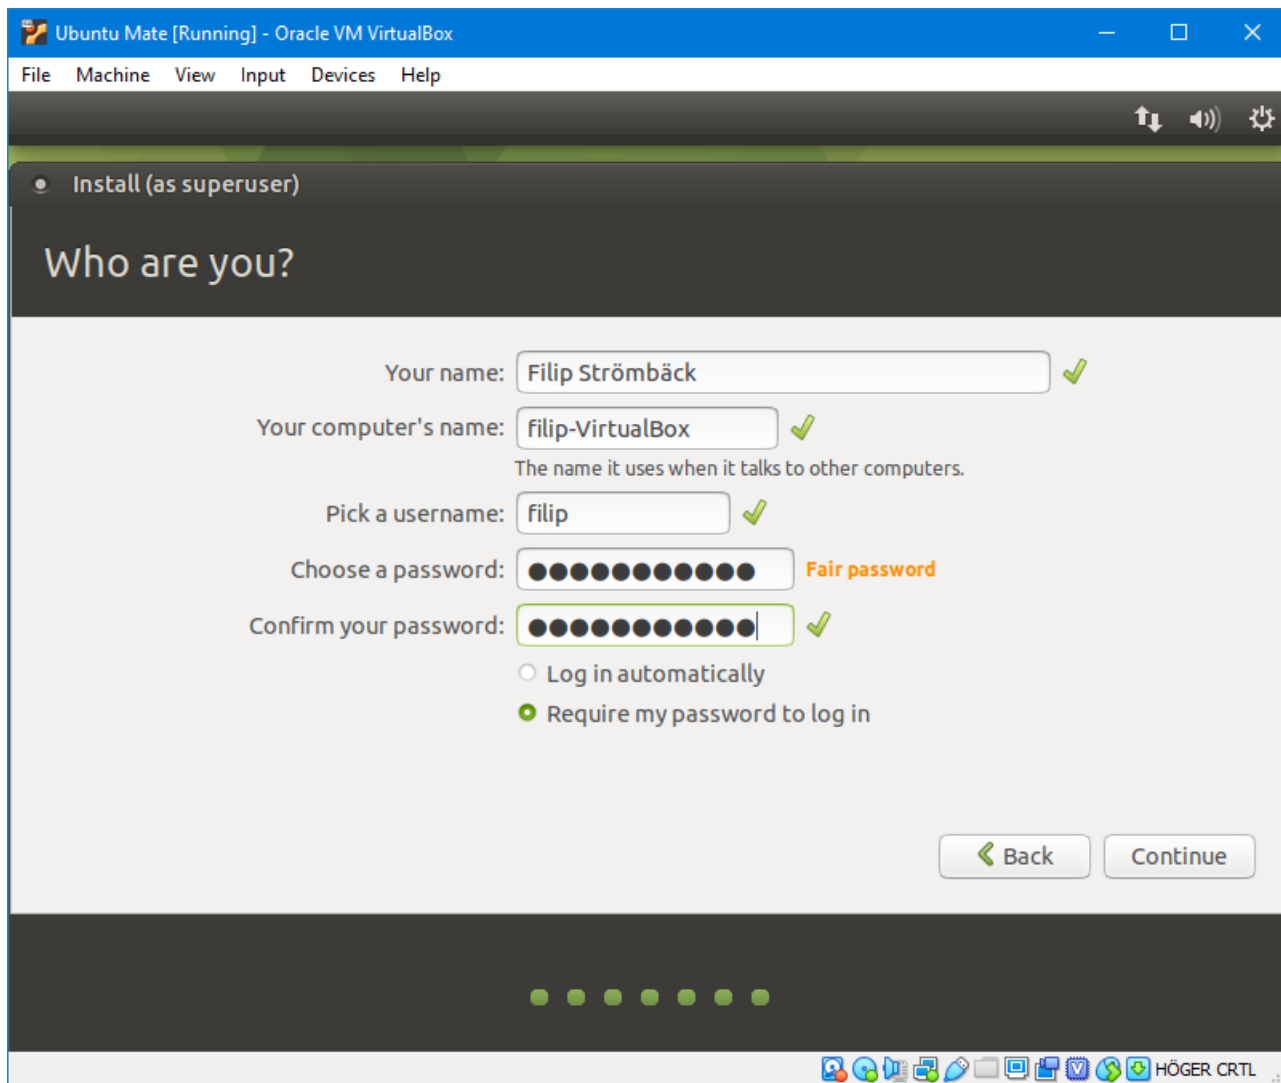 Ubuntu Mate [Running] - Oracle VM VirtualBox
File Machine View Input Devices Help
Install (as superuser)
Who are you?
Your name: Filip Strömbäck
Your computer's name: filip-VirtualBox
The name it uses when it talks to other computers.
Pick a username: filip
Choose a password: ●●●●●●●●●●● Fair password
Confirm your password: ●●●●●●●●●●●
Log in automatically
Require my password to log in
Back Continue
HÖGER CRTL